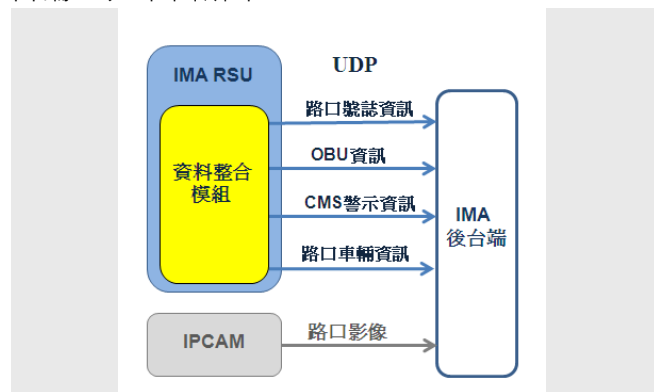 IMA RSU
UDP
路口號誌資訊
OBU資訊
資料整合
模組
CMS警示資訊
IMA
後台端
路口車輛資訊
IPCAM
路口影像